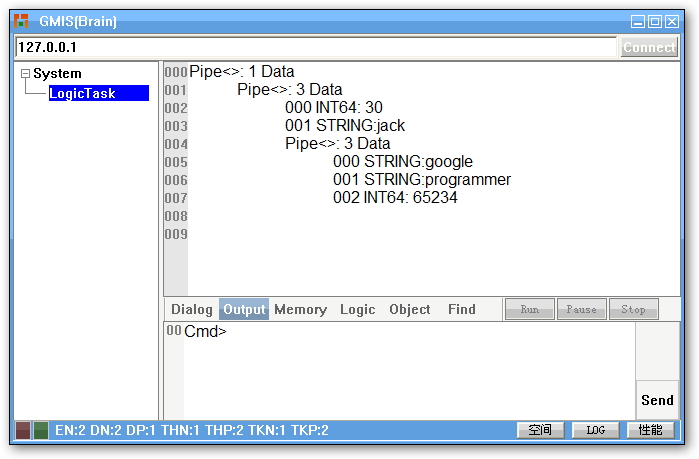 GMIS(Brain)
127.0.0.1 Connect
System
LogicTask
000 Pipe<>: 1 Data
001 Pipe<>: 3 Data
002 000 INT64: 30
003 001 STRING:jack
004 Pipe<>: 3 Data
005 000 STRING:google
006 001 STRING:programmer
007 002 INT64: 65234
008
009
Dialog Output Memory Logic Object Find Run Pause Stop
00 Cmd>
Send
EN:2 DN:2 DP:1 THN:1 THP:2 TKN:1 TKP:2 空间 LOG 性能